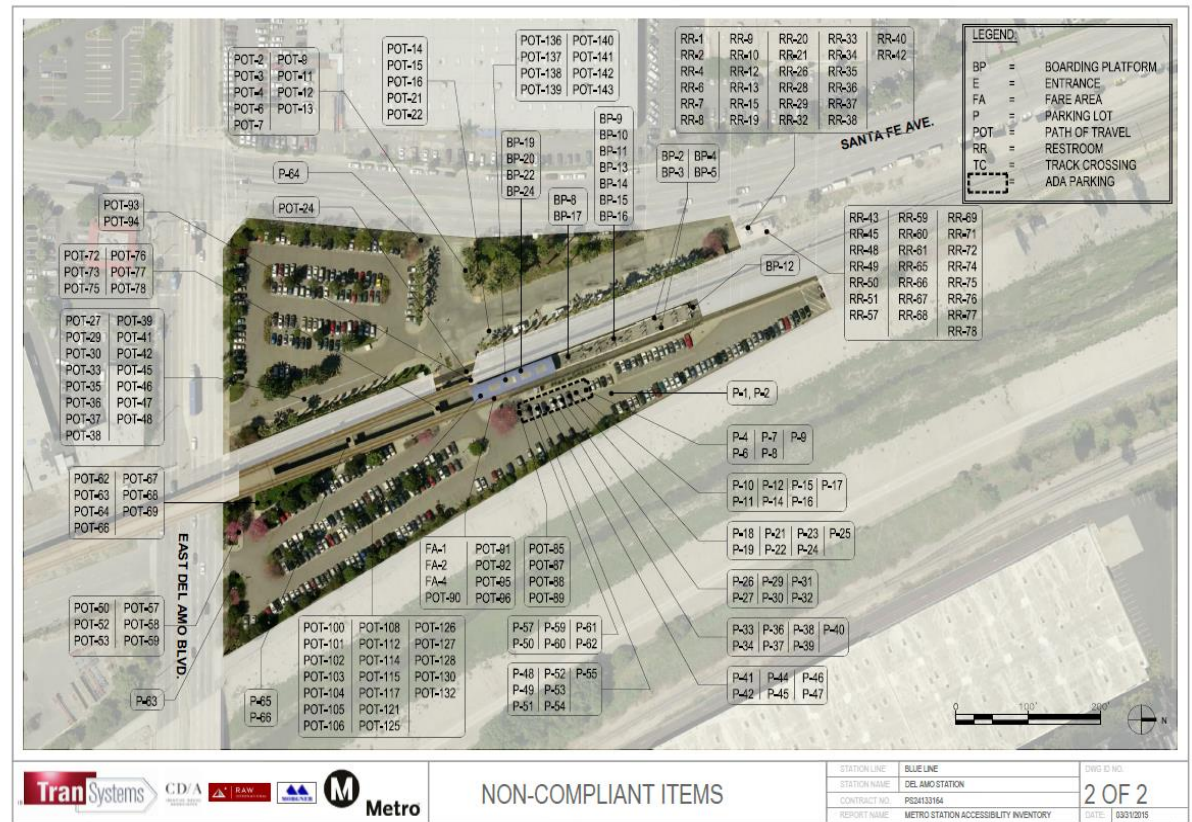 POT-2 POT-9
POT-3 POT-11
POT-4 POT-12
POT-6 POT-13
POT-7
POT-14
POT-15
POT-16
POT-21
POT-22
POT-136 POT-140
POT-137 POT-141
POT-138 POT-142
POT-139 POT-143
RR-1 RR-9 RR-20 RR-33 RR-40
RR-2 RR-10 RR-21 RR-34 RR-42
RR-4 RR-12 RR-26 RR-35
RR-6 RR-13 RR-28 RR-36
RR-7 RR-15 RR-29 RR-37
RR-8 RR-19 RR-32 RR-38
LEGEND:
BP = BOARDING PLATFORM
E = ENTRANCE
FA = FARE AREA
P = PARKING LOT
POT = PATH OF TRAVEL
RR = RESTROOM
TC = TRACK CROSSING
= ADA PARKING
SANTA FE AVE.
BP-19
BP-20
BP-22
BP-24
BP-9
BP-10
BP-11
BP-13
BP-14
BP-15
BP-16
BP-2 BP-4
BP-3 BP-5
BP-8
BP-17
P-64
POT-24
POT-93
POT-94
BP-12
RR-43 RR-59 RR-69
RR-45 RR-60 RR-71
RR-48 RR-61 RR-72
RR-49 RR-65 RR-74
RR-50 RR-66 RR-75
RR-51 RR-67 RR-76
RR-57 RR-68 RR-77
RR-78
POT-72 POT-76
POT-73 POT-77
POT-75 POT-78
POT-27 POT-39
POT-29 POT-41
POT-30 POT-42
POT-33 POT-45
POT-35 POT-46
POT-36 POT-47
POT-37 POT-48
POT-38
P-1, P-2
P-4 P-7 P-9
P-6 P-8
P-10 P-12 P-15 P-17
P-11 P-14 P-16
P-18 P-21 P-23 P-25
P-19 P-22 P-24
P-26 P-29 P-31
P-27 P-30 P-32
P-33 P-36 P-38 P-40
P-34 P-37 P-39
P-41 P-44 P-46
P-42 P-45 P-47
POT-62 POT-67
POT-63 POT-68
POT-64 POT-69
POT-66
EAST DEL AMO BLVD.
FA-1 POT-91
FA-2 POT-92
FA-4 POT-95
POT-90 POT-96
POT-85
POT-87
POT-88
POT-89
POT-50 POT-57
POT-52 POT-58
POT-53 POT-59
P-57 P-59 P-61
P-50 P-60 P-62
P-48 P-52 P-55
P-49 P-53
P-51 P-54
POT-100 POT-108 POT-126
POT-101 POT-112 POT-127
POT-102 POT-114 POT-128
POT-103 POT-115 POT-130
POT-104 POT-117 POT-132
POT-105 POT-121
POT-106 POT-125
P-63
P-65
P-66
0 100' 200'
N
TranSystems
CD/A
RAW
MORGNER
M
Metro
NON-COMPLIANT ITEMS
STATION LINE BLUE LINE
STATION NAME DEL AMO STATION
CONTRACT NO. PS24133164
REPORT NAME METRO STATION ACCESSIBILITY INVENTORY
DWG ID NO.
2 OF 2
DATE: 03/31/2015